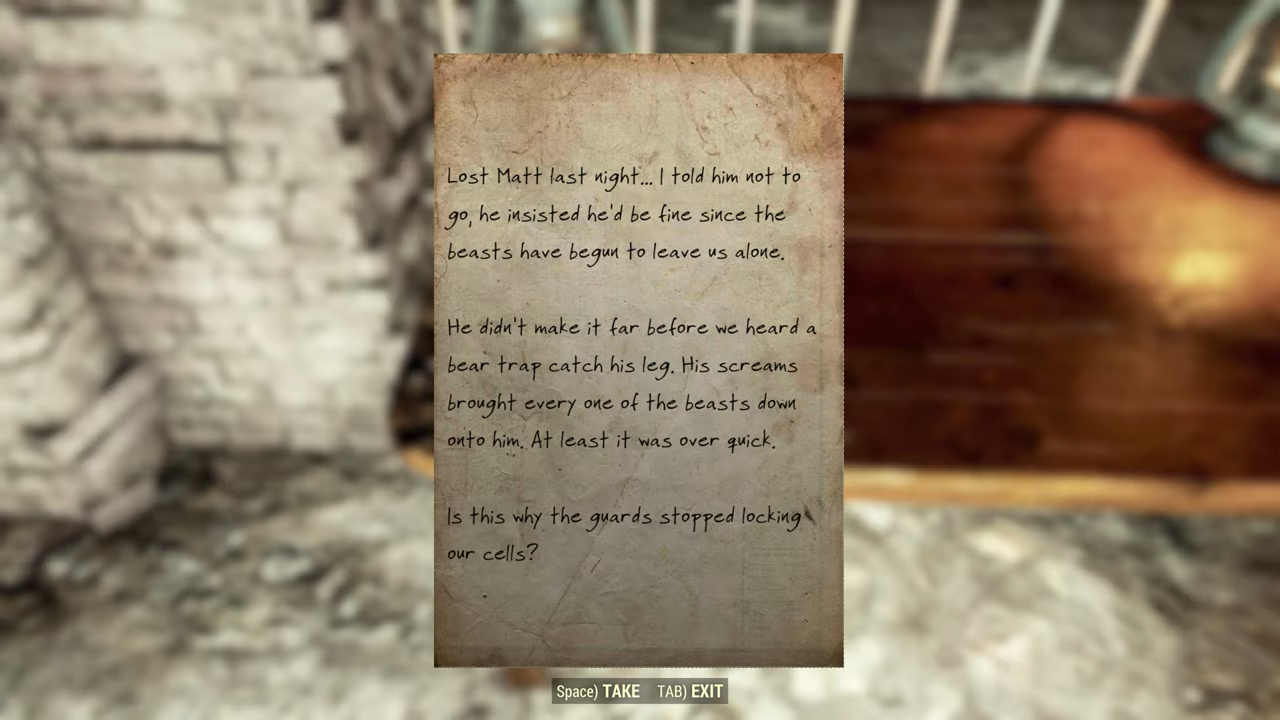 Lost Matt last night... I told him not to
go, he insisted he'd be fine since the
beasts have begun to leave us alone.
He didn't make it far before we heard a
bear trap catch his leg. His screams
brought every one of the beasts down
onto him. At least it was over quick.
Is this why the guards stopped locking
our cells?
Space) TAKE TAB) EXIT